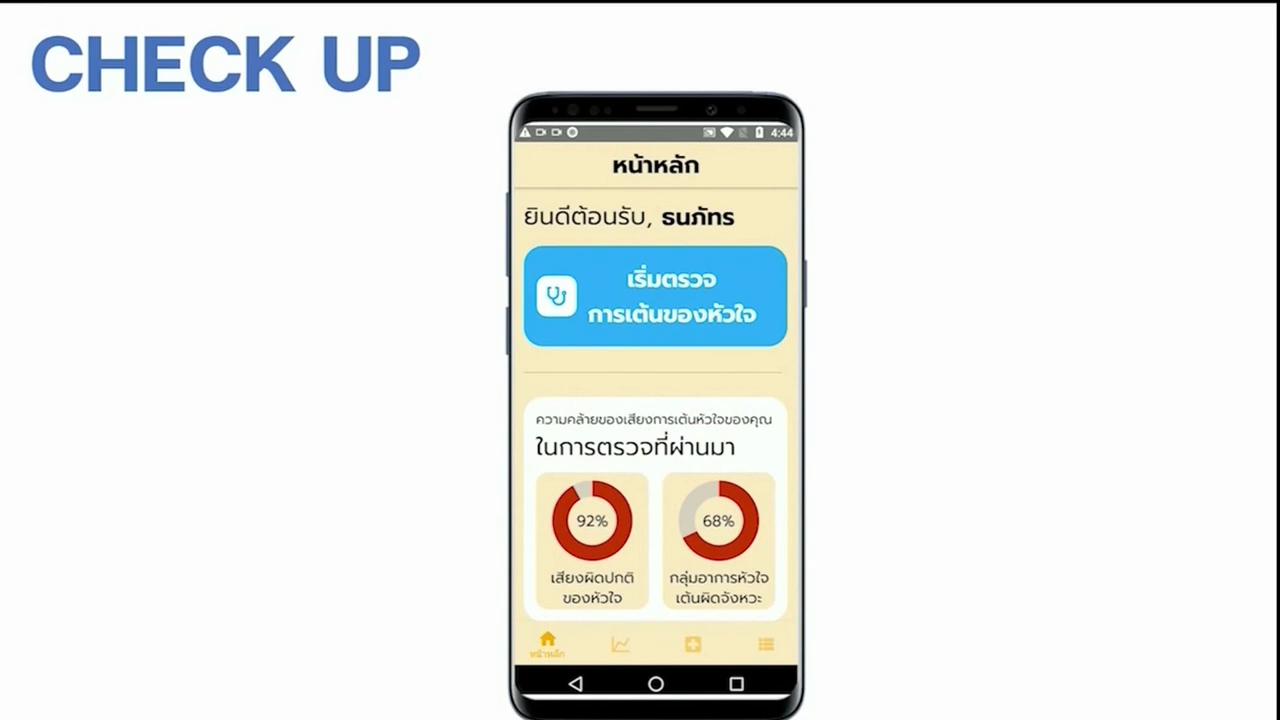 CHECK UP
4:44
หน้าหลัก
ยินดีต้อนรับ, ธนภัทร
เริ่มตรวจ
การเต้นของหัวใจ
ความคล้ายของเสียงการเต้นหัวใจของคุณ
ในการตรวจที่ผ่านมา
92%
เสียงผิดปกติ
ของหัวใจ
68%
กลุ่มอาการหัวใจ
เต้นผิดจังหวะ
หน้าหลัก